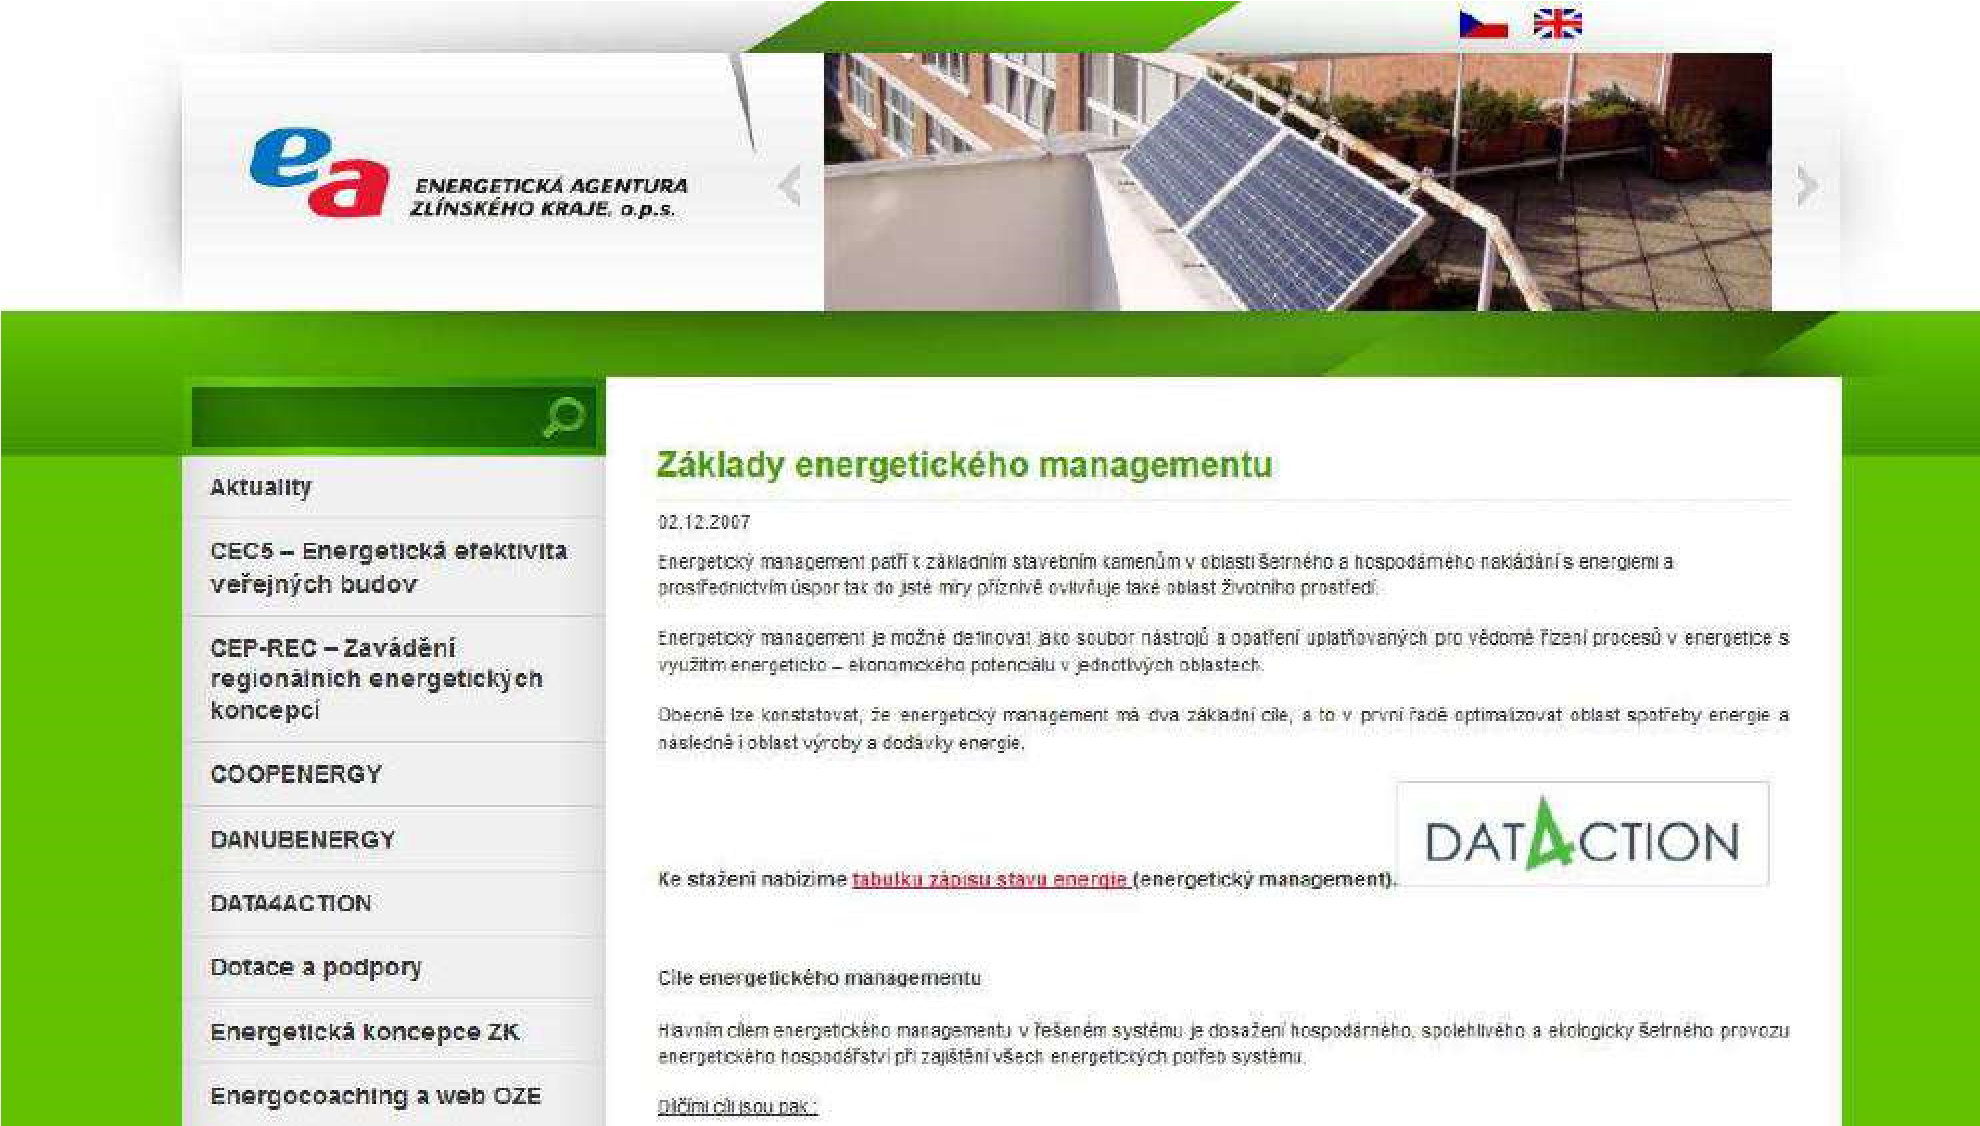 ea
ENERGETICKÁ AGENTURA
ZLÍNSKÉHO KRAJE, o.p.s.
Aktuality
CEC5 – Energetická efektivita
veřejných budov
CEP-REC – Zavádění
regionálních energetických
koncepcí
COOPENERGY
DANUBENERGY
DATA4ACTION
Dotace a podpory
Energetická koncepce ZK
Energocoaching a web OZE
Základy energetického managementu
02.12.2007
Energetický management patří k základním stavebním kamenům v oblasti šetrného a hospodárného nakládání s energiemi a
prostřednictvím úspor tak do jisté míry příznivě ovlivňuje také oblast životního prostředí.
Energetický management je možné definovat jako soubor nástrojů a opatření uplatňovaných pro vědomé řízení procesů v energetice s
využitím energeticko – ekonomického potenciálu v jednotlivých oblastech.
Obecně lze konstatovat, že energetický management má dva základní cíle, a to v první řadě optimalizovat oblast spotřeby energie a
následně i oblast výroby a dodávky energie.
DAT4CTION
Ke stažení nabízíme tabulku zápisu stavu energie (energetický management).
Cíle energetického managementu
Hlavním cílem energetického managementu v řešeném systému je dosažení hospodárného, spolehlivého a ekologicky šetrného provozu
energetického hospodářství při zajištění všech energetických potřeb systému.
Dílčími cíli jsou pak :